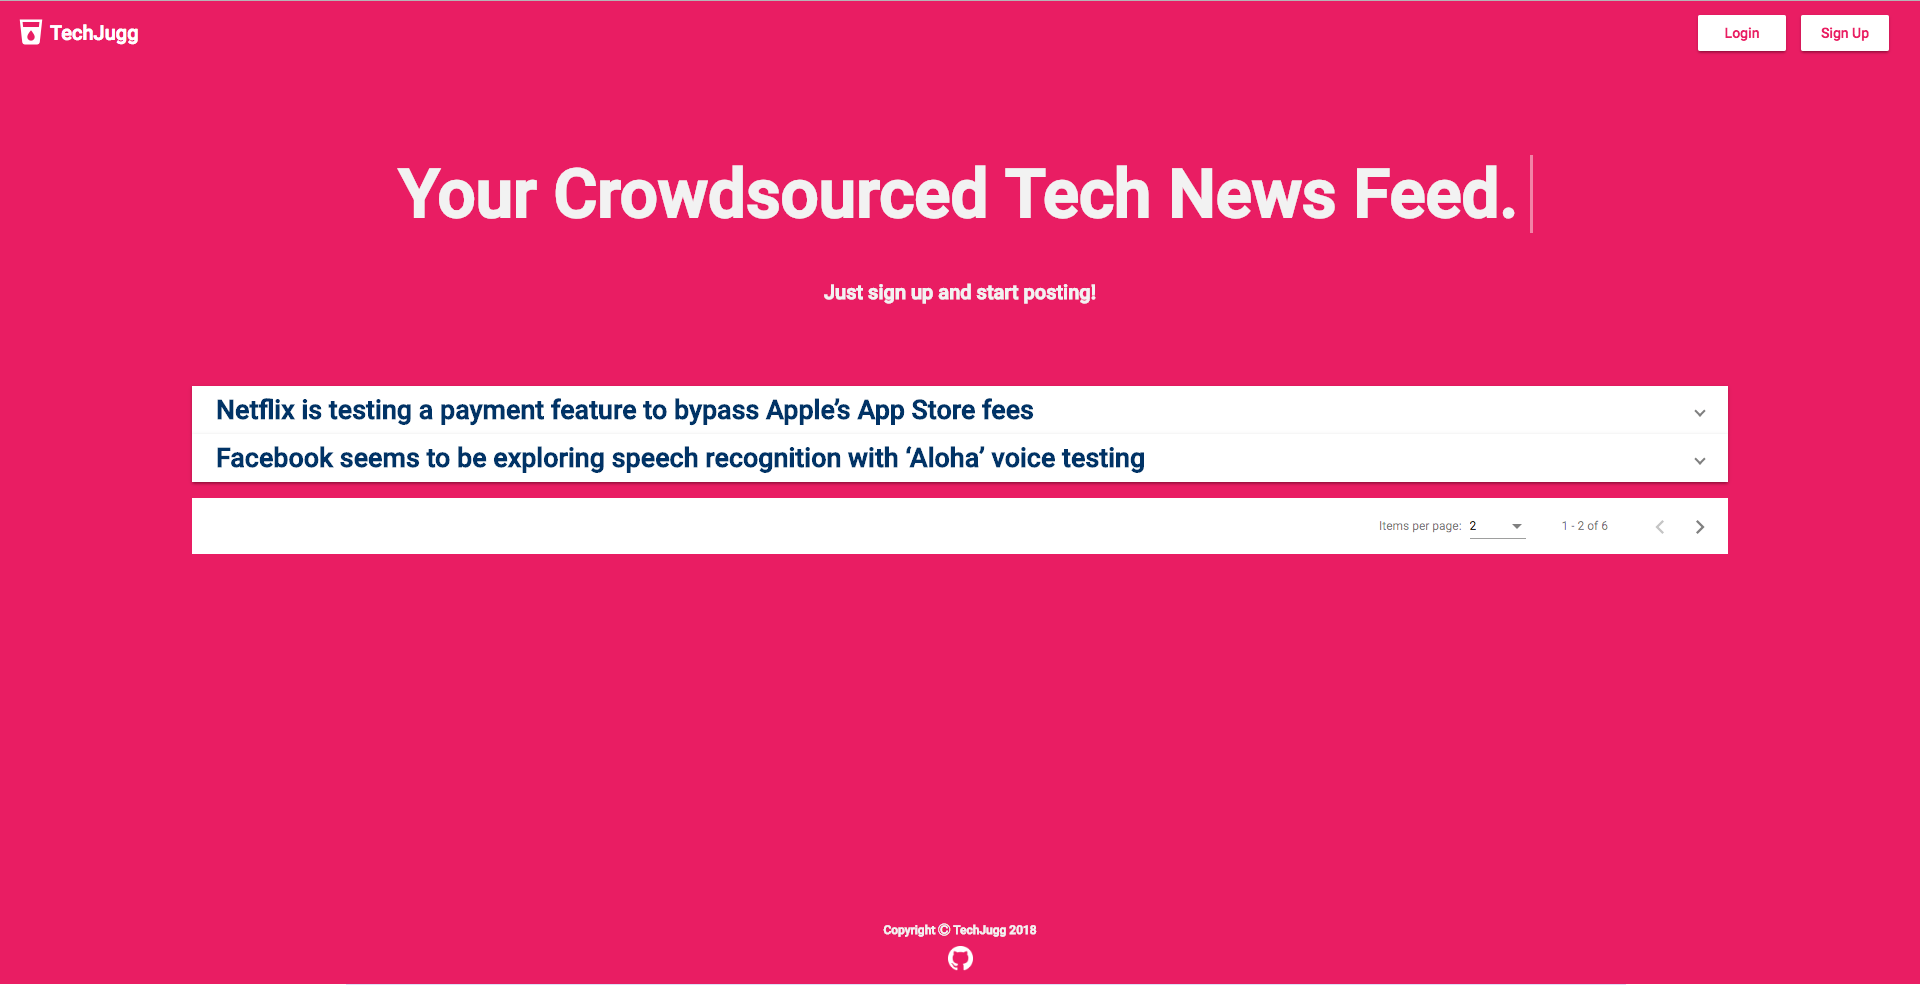 TechJugg
Login
Sign Up
Your Crowdsourced Tech News Feed.
Just sign up and start posting!
Netflix is testing a payment feature to bypass Apple’s App Store fees
Facebook seems to be exploring speech recognition with ‘Aloha’ voice testing
Items per page: 2
1 - 2 of 6
Copyright © TechJugg 2018